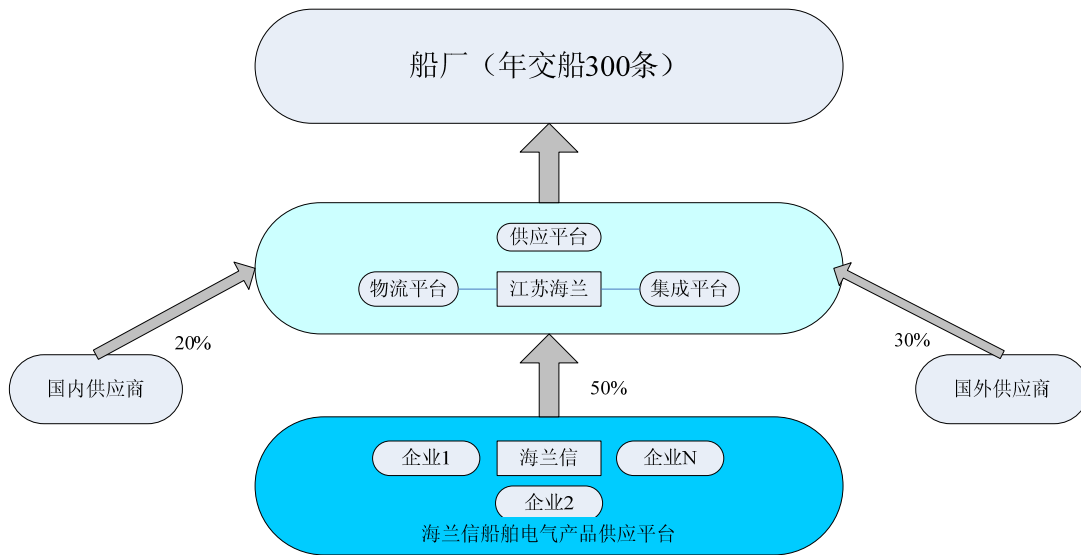 船厂（年交船300条）
供应平台
物流平台
江苏海兰
集成平台
20%
30%
国内供应商
50%
国外供应商
企业1
海兰信
企业N
企业2
海兰信船舶电气产品供应平台